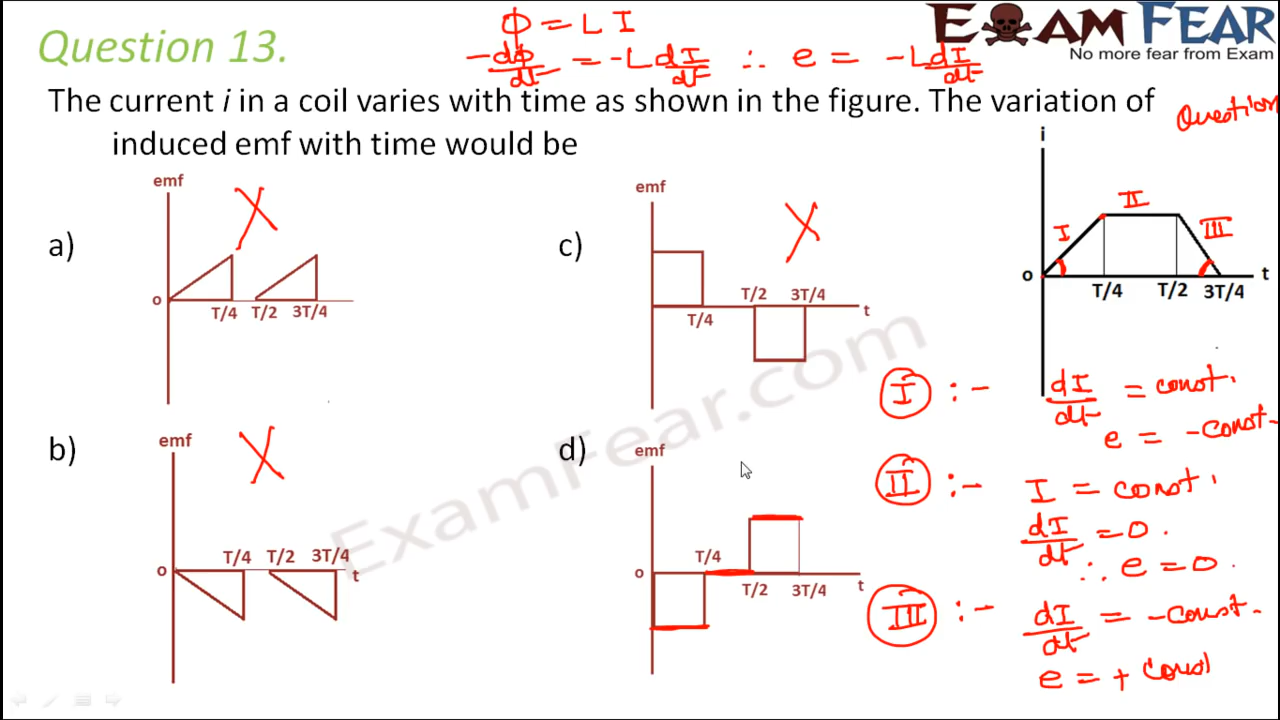 Question 13.
ϕ = L I
-dϕ/dt = -L dI/dt ∴ e = -L dI/dt
EXAM FEAR
No more fear from Exam
The current i in a coil varies with time as shown in the figure. The variation of
induced emf with time would be
Question
a)
emf
o
T/4 T/2 3T/4
X
b)
emf
o
T/4 T/2 3T/4
t
X
c)
emf
T/2 3T/4
T/4
t
X
d)
emf
T/4
o
T/2 3T/4 t
i
I II III
o
T/4 T/2 3T/4 t
I :- dI/dt = const.
e = -const.
II :- I = const.
dI/dt = 0.
∴ e = 0.
III :- dI/dt = -const.
e = + const
ExamFear.com